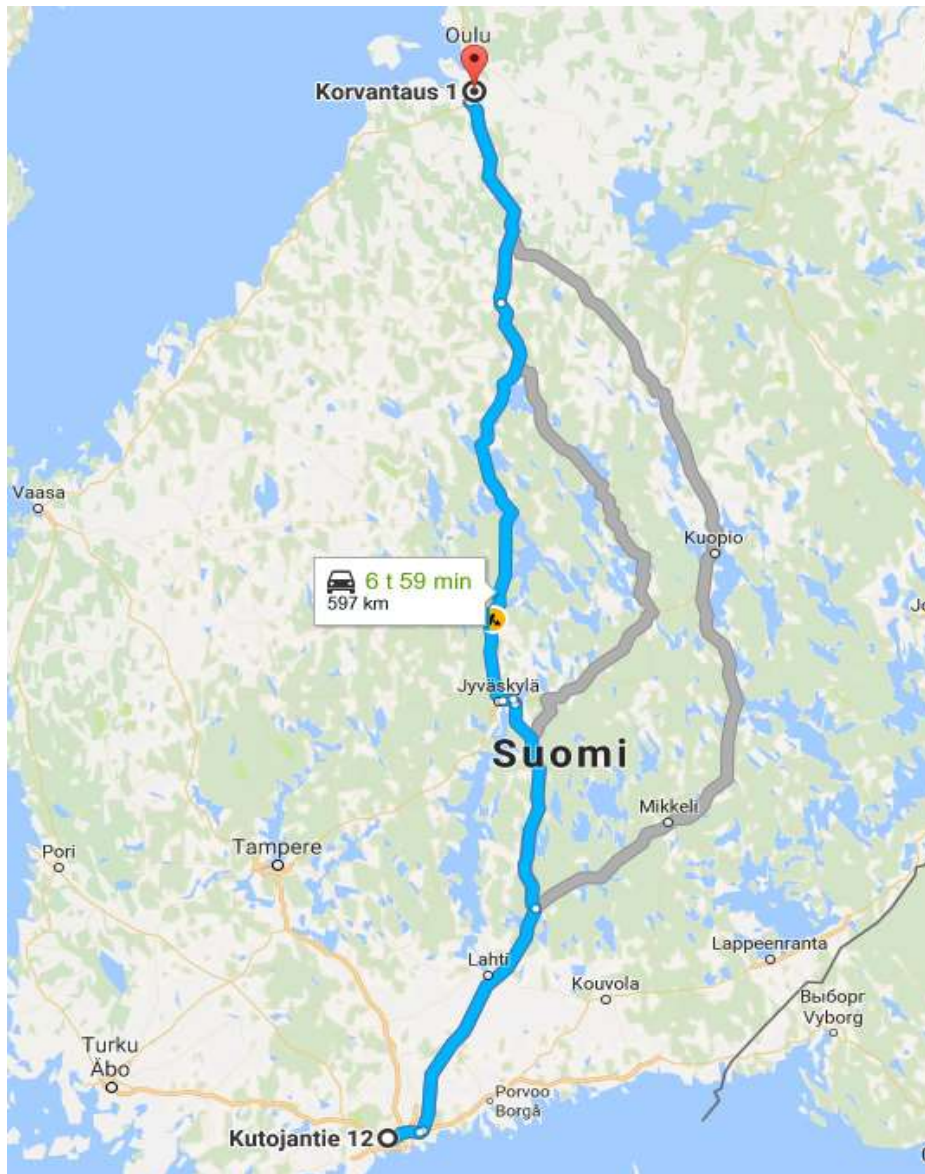 Oulu
Korvantaus 1
Vaasa
Kuopio
6 t 59 min
597 km
Jyväskylä
Suomi
Mikkeli
Tampere
Pori
Lappeenranta
Lahti
Kouvola
Выборг
Vyborg
Turku
Åbo
Porvoo
Borgå
Kutojantie 12